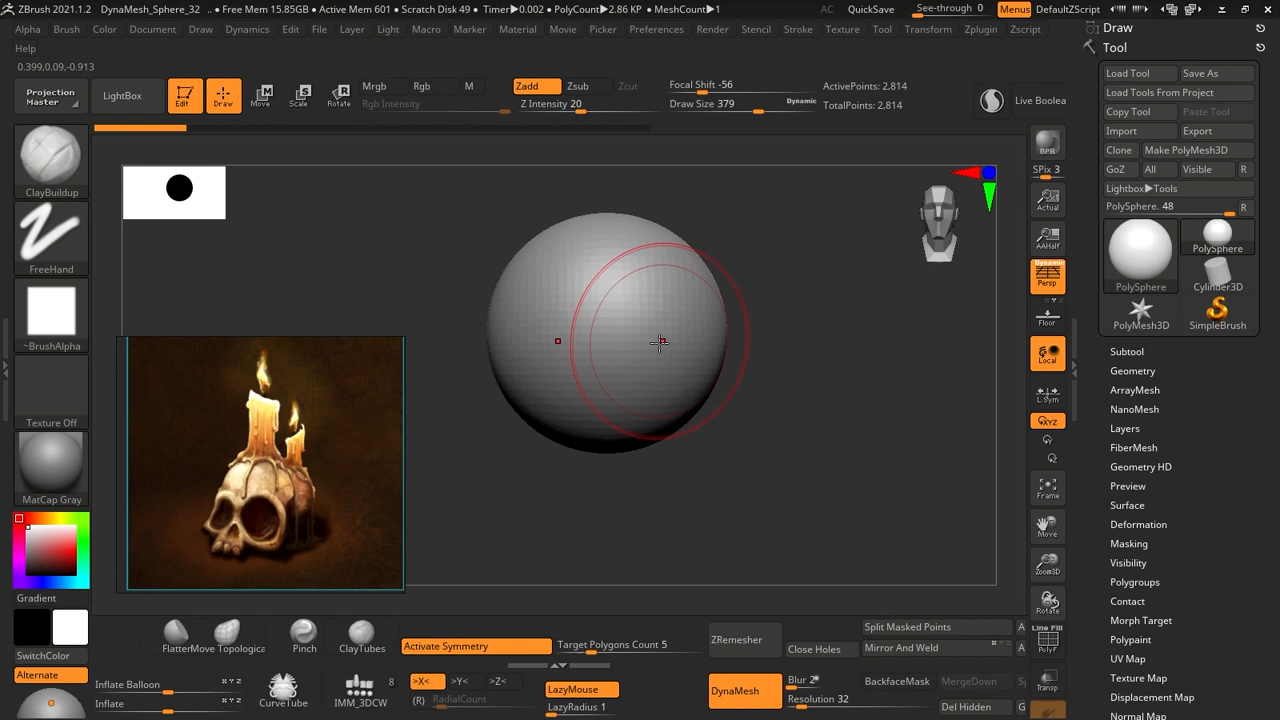 ZBrush 2021.1.2 DynaMesh_Sphere_32 .. • Free Mem 15.85GB • Active Mem 601 • Scratch Disk 49 • Timer▶0.002 • PolyCount▶2.86 KP • MeshCount▶1 AC QuickSave See-through 0 Menus DefaultZScript
Alpha Brush Color Document Draw Dynamics Edit File Layer Light Macro Marker Material Movie Picker Preferences Render Stencil Stroke Texture Tool Transform Zplugin Zscript
Help
0.399,0.09,-0.913
Projection
Master
LightBox
Edit
Draw
Move
Scale
Rotate
Mrgb Rgb M
Rgb Intensity
Zadd Zsub Zcut
Z Intensity 20
Focal Shift -56
Draw Size 379 Dynamic
ActivePoints: 2,814
TotalPoints: 2,814
Live Boolea
ClayBuildup
FreeHand
~BrushAlpha
Texture Off
MatCap Gray
Gradient
SwitchColor
Alternate
BPR
SPix 3
Actual
AAHalf
Dynamic
Persp
Floor
Local
L.Sym
XYZ
Y
Z
Frame
Move
Zoom3D
Rotate
Line Fill
PolyF
Transp
Draw
Tool
Load Tool Save As
Load Tools From Project
Copy Tool Paste Tool
Import Export
Clone Make PolyMesh3D
GoZ All Visible R
Lightbox▶Tools
PolySphere. 48 R
PolySphere
PolySphere
Cylinder3D
PolyMesh3D
SimpleBrush
Subtool
Geometry
ArrayMesh
NanoMesh
Layers
FiberMesh
Geometry HD
Preview
Surface
Deformation
Masking
Visibility
Polygroups
Contact
Morph Target
Polypaint
UV Map
Texture Map
Displacement Map
Normal Map
Flatten
Move Topologica
Pinch
ClayTubes
Activate Symmetry
Target Polygons Count 5
ZRemesher
Close Holes
Split Masked Points A
Mirror And Weld A
Inflate Balloon
Inflate
CurveTube
8
IMM_3DCW
>X< >Y< >Z<
(R) RadialCount
LazyMouse
LazyRadius 1
DynaMesh
Blur 2
Resolution 32
BackfaceMask
MergeDown
Del Hidden